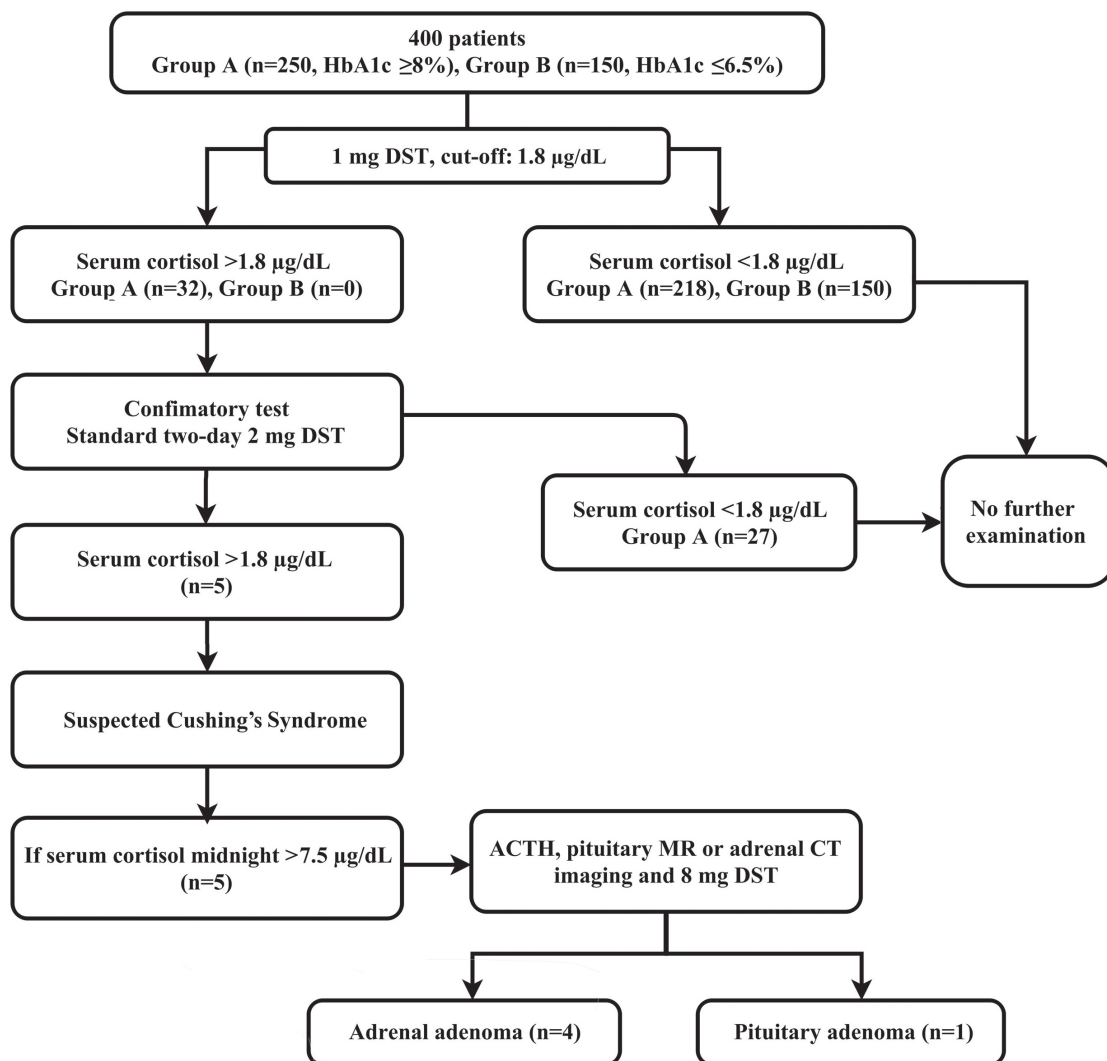 400 patients
Group A (n=250, HbA1c ≥8%), Group B (n=150, HbA1c ≤6.5%)
1 mg DST, cut-off: 1.8 µg/dL
Serum cortisol >1.8 µg/dL
Group A (n=32), Group B (n=0)
Serum cortisol <1.8 µg/dL
Group A (n=218), Group B (n=150)
Confimatory test
Standard two-day 2 mg DST
Serum cortisol <1.8 µg/dL
Group A (n=27)
No further
examination
Serum cortisol >1.8 µg/dL
(n=5)
Suspected Cushing's Syndrome
If serum cortisol midnight >7.5 µg/dL
(n=5)
ACTH, pituitary MR or adrenal CT
imaging and 8 mg DST
Adrenal adenoma (n=4)
Pituitary adenoma (n=1)